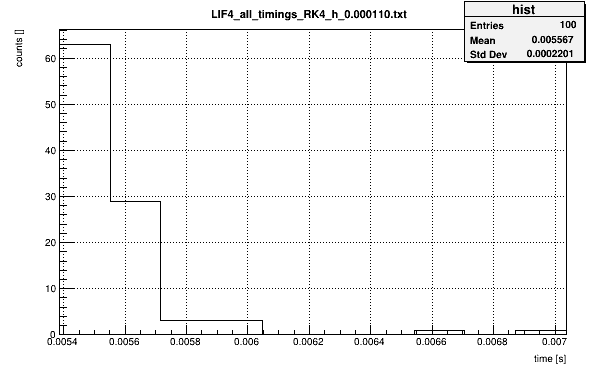 LIF4_all_timings_RK4_h_0.000110.txt
hist
Entries 100
Mean 0.005567
Std Dev 0.0002201
counts []
60
50
40
30
20
10
0
0.0054 0.0056 0.0058 0.006 0.0062 0.0064 0.0066 0.0068 0.007
time [s]